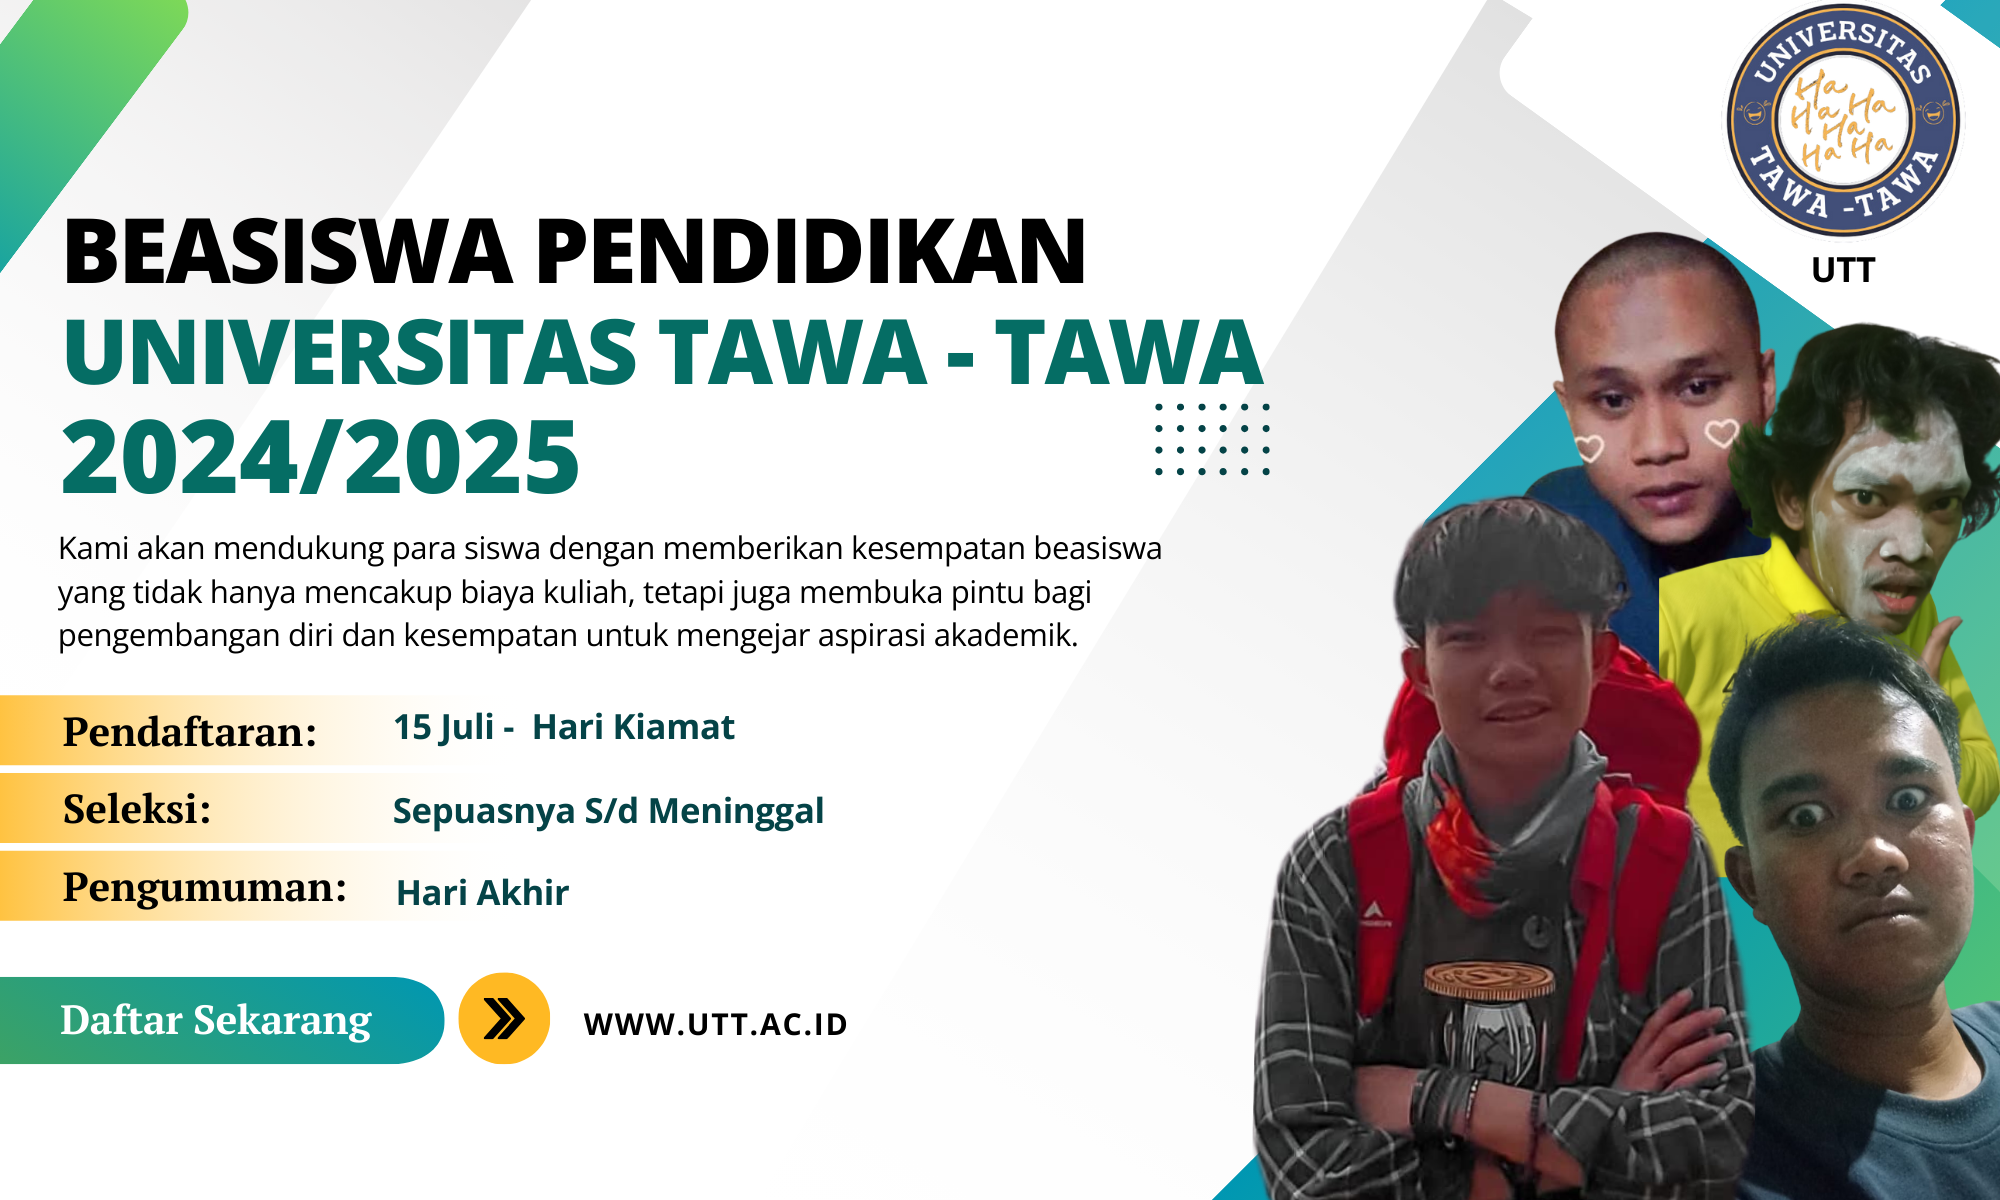 UNIVERSITAS
Ha
Ha Ha
Ha
Ha Ha
TAWA -TAWA
UTT
BEASISWA PENDIDIKAN
UNIVERSITAS TAWA - TAWA
2024/2025
Kami akan mendukung para siswa dengan memberikan kesempatan beasiswa
yang tidak hanya mencakup biaya kuliah, tetapi juga membuka pintu bagi
pengembangan diri dan kesempatan untuk mengejar aspirasi akademik.
Pendaftaran: 15 Juli - Hari Kiamat
Seleksi: Sepuasnya S/d Meninggal
Pengumuman: Hari Akhir
Daftar Sekarang WWW.UTT.AC.ID